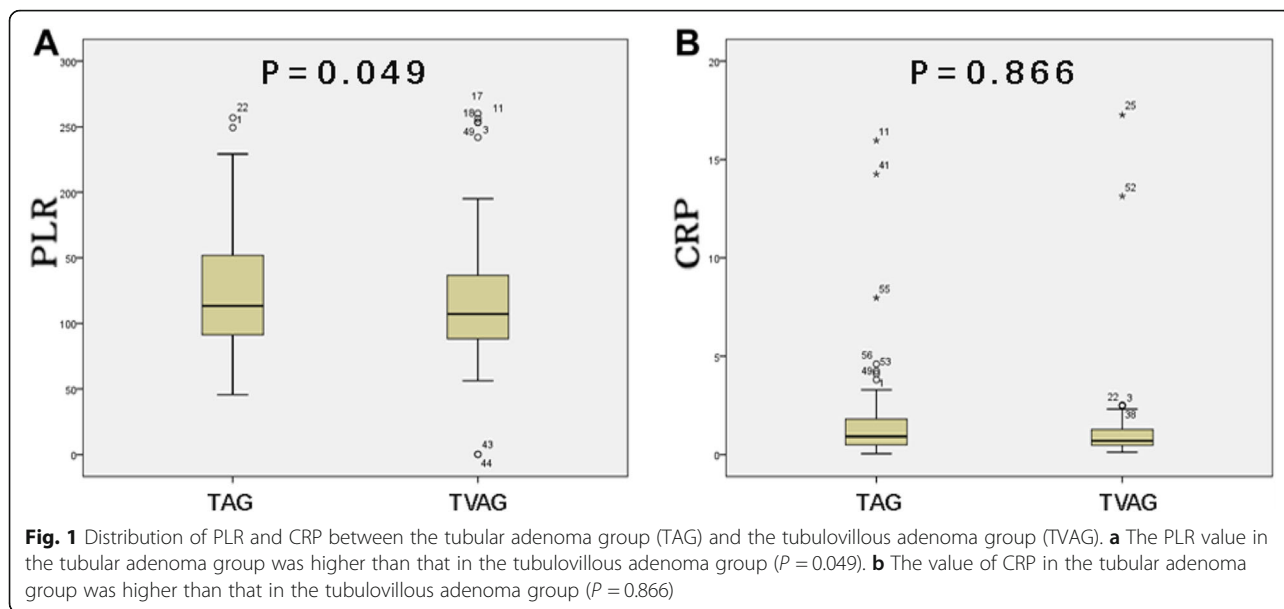 A
P = 0.049
300
250
200
50
100
50
0
PLR
22
1
17
18
11
49
3
43
44
TAG
TVAG
B
P = 0.866
20
15
10
5
0
CRP
11
41
55
56
53
49
1
25
52
22
3
38
TAG
TVAG
Fig. 1 Distribution of PLR and CRP between the tubular adenoma group (TAG) and the tubulovillous adenoma group (TVAG). a The PLR value in
the tubular adenoma group was higher than that in the tubulovillous adenoma group (P = 0.049). b The value of CRP in the tubular adenoma
group was higher than that in the tubulovillous adenoma group (P = 0.866)